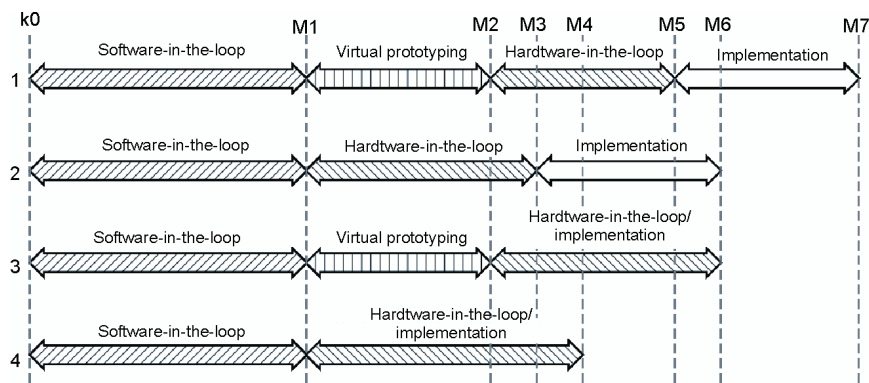 k0 M1 M2 M3 M4 M5 M6 M7
1 Software-in-the-loop Virtual prototyping Hardtware-in-the-loop Implementation
2 Software-in-the-loop Hardtware-in-the-loop Implementation
3 Software-in-the-loop Virtual prototyping Hardtware-in-the-loop/
implementation
4 Software-in-the-loop Hardtware-in-the-loop/
implementation